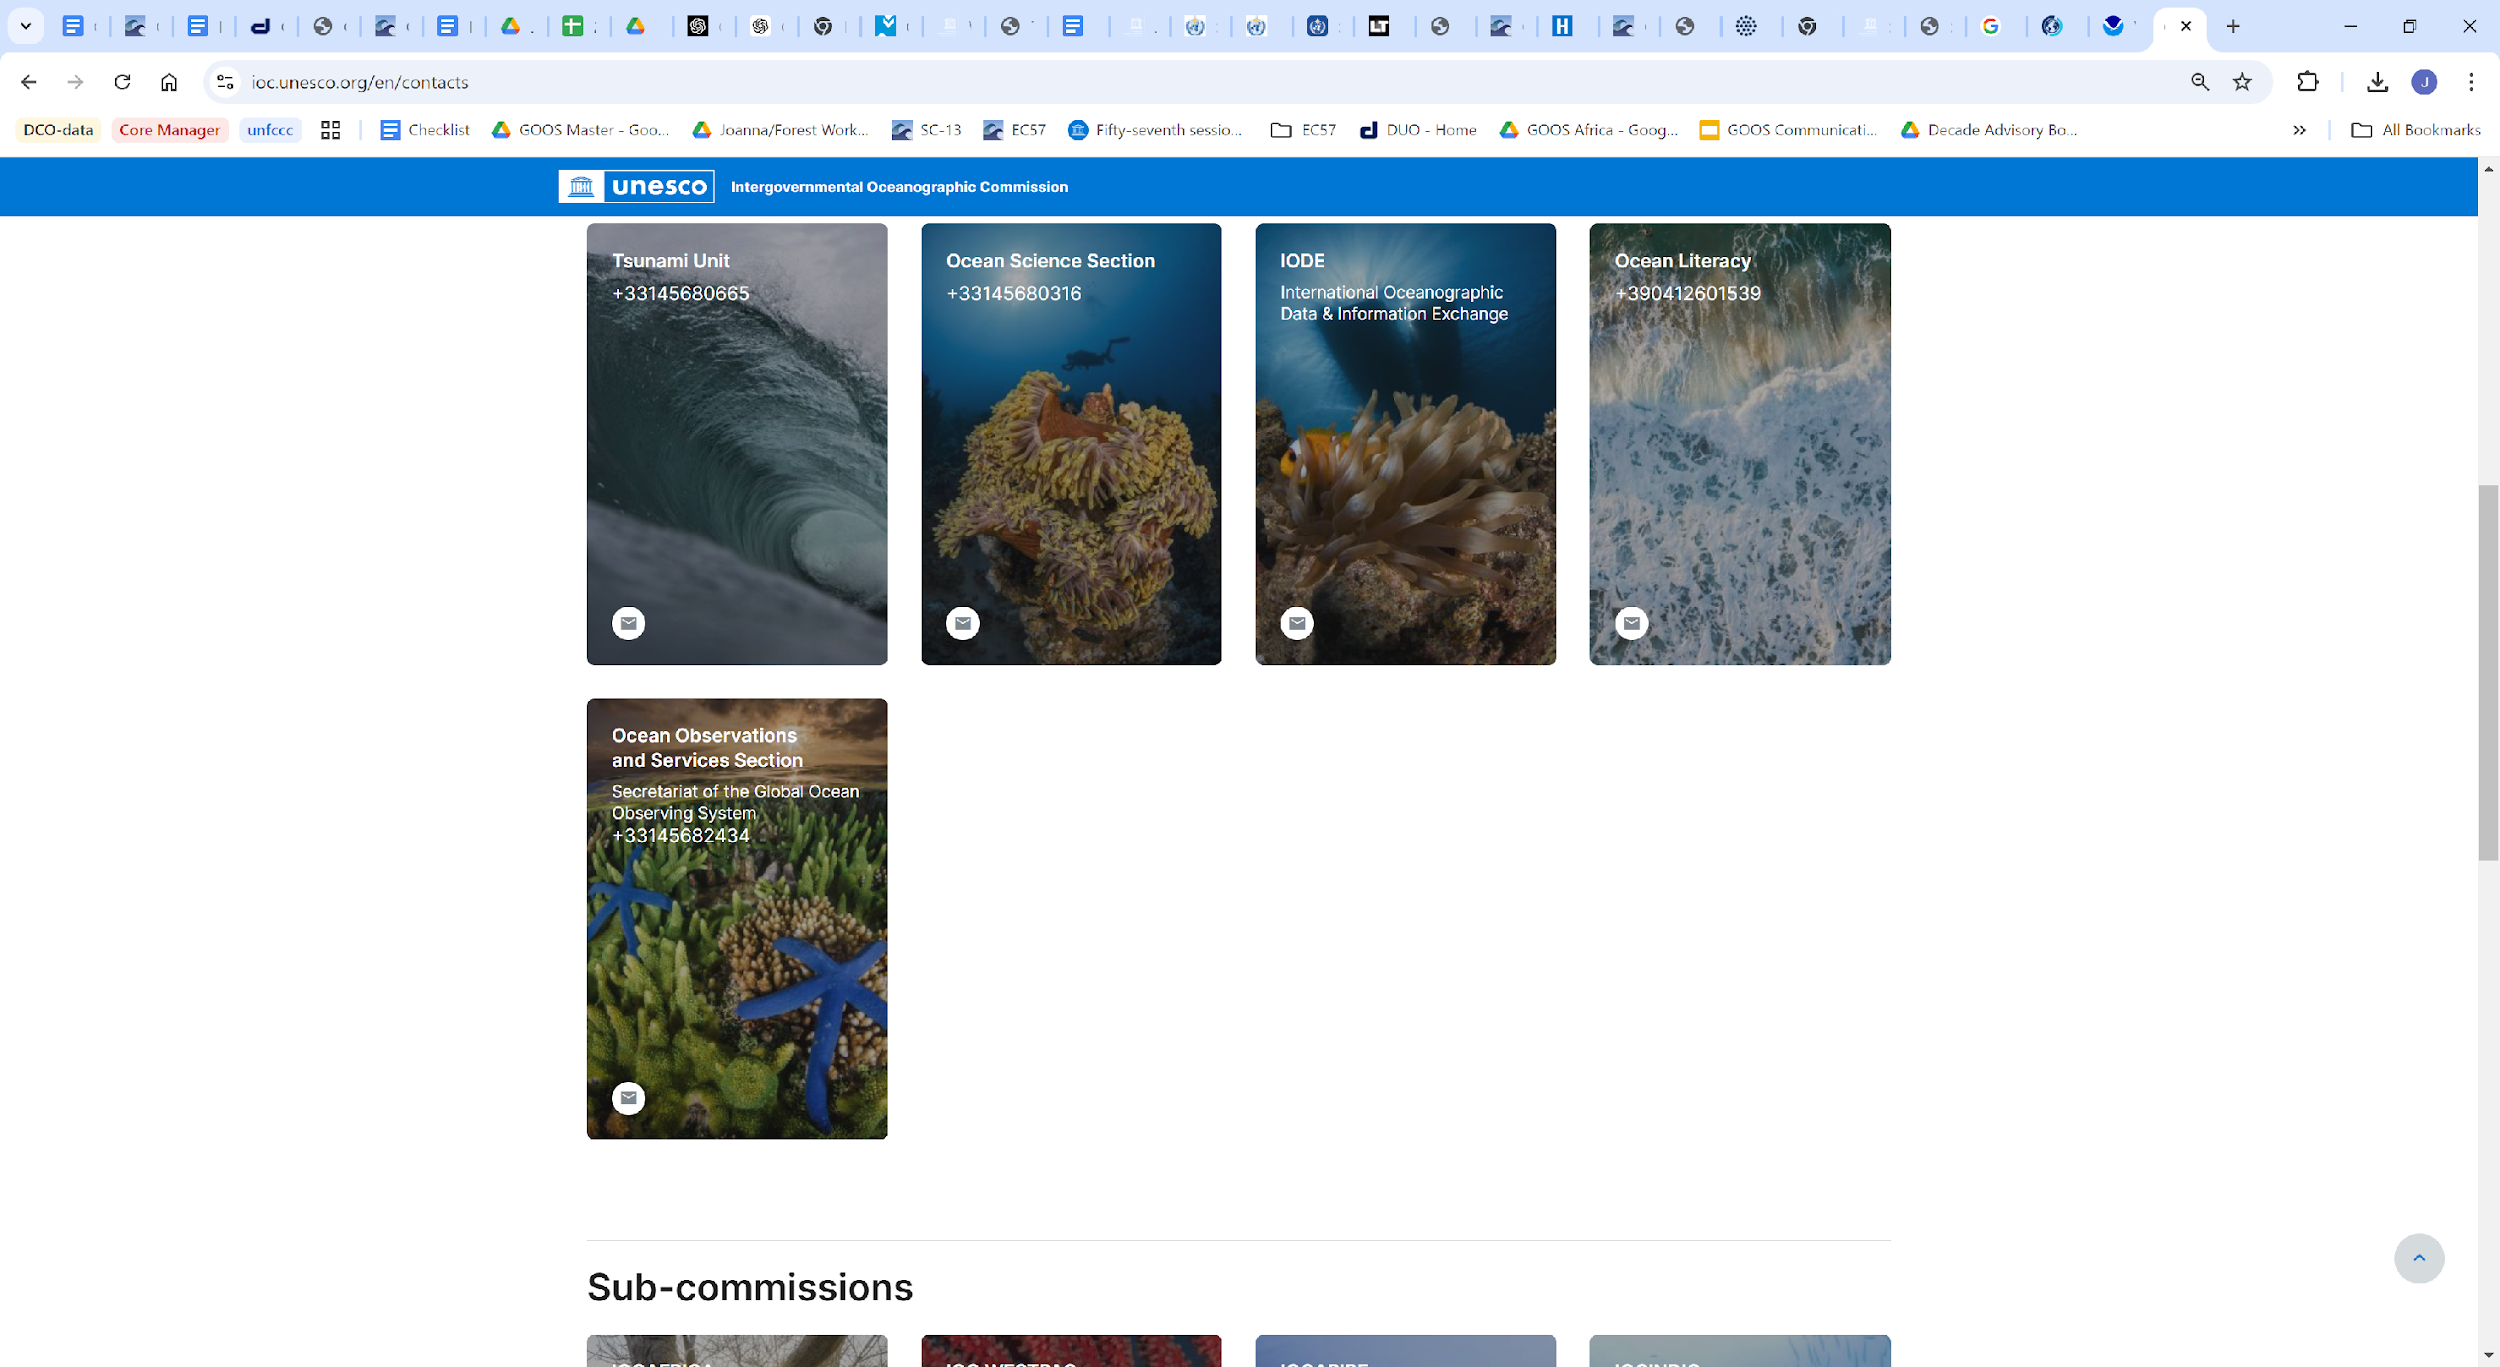 ioc.unesco.org/en/contacts
J
DCO-data
Core Manager
unfccc
Checklist
GOOS Master - Goo...
Joanna/Forest Work...
SC-13
EC57
Fifty-seventh sessio...
EC57
DUO - Home
GOOS Africa - Goog...
GOOS Communicati...
Decade Advisory Bo...
All Bookmarks
unesco
Intergovernmental Oceanographic Commission
Tsunami Unit
+33145680665
Ocean Science Section
+33145680316
IODE
International Oceanographic
Data & Information Exchange
Ocean Literacy
+390412601539
Ocean Observations
and Services Section
Secretariat of the Global Ocean
Observing System
+33145682434
Sub-commissions